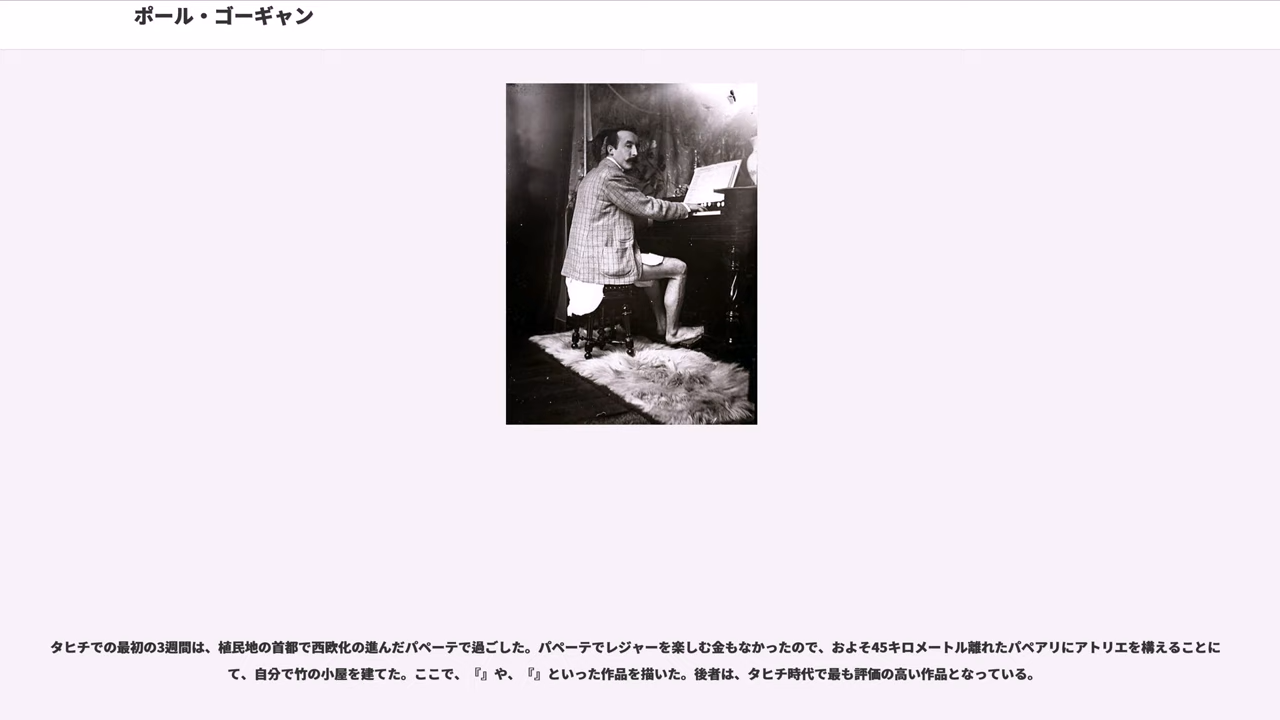 ポール・ゴーギャン
タヒチでの最初の3週間は、植民地の首都で西欧化の進んだパペーテで過ごした。パペーテでレジャーを楽しむ金もなかったので、およそ45キロメートル離れたパペアリにアトリエを構えることに
て、自分で竹の小屋を建てた。ここで、『』や、『』といった作品を描いた。後者は、タヒチ時代で最も評価の高い作品となっている。